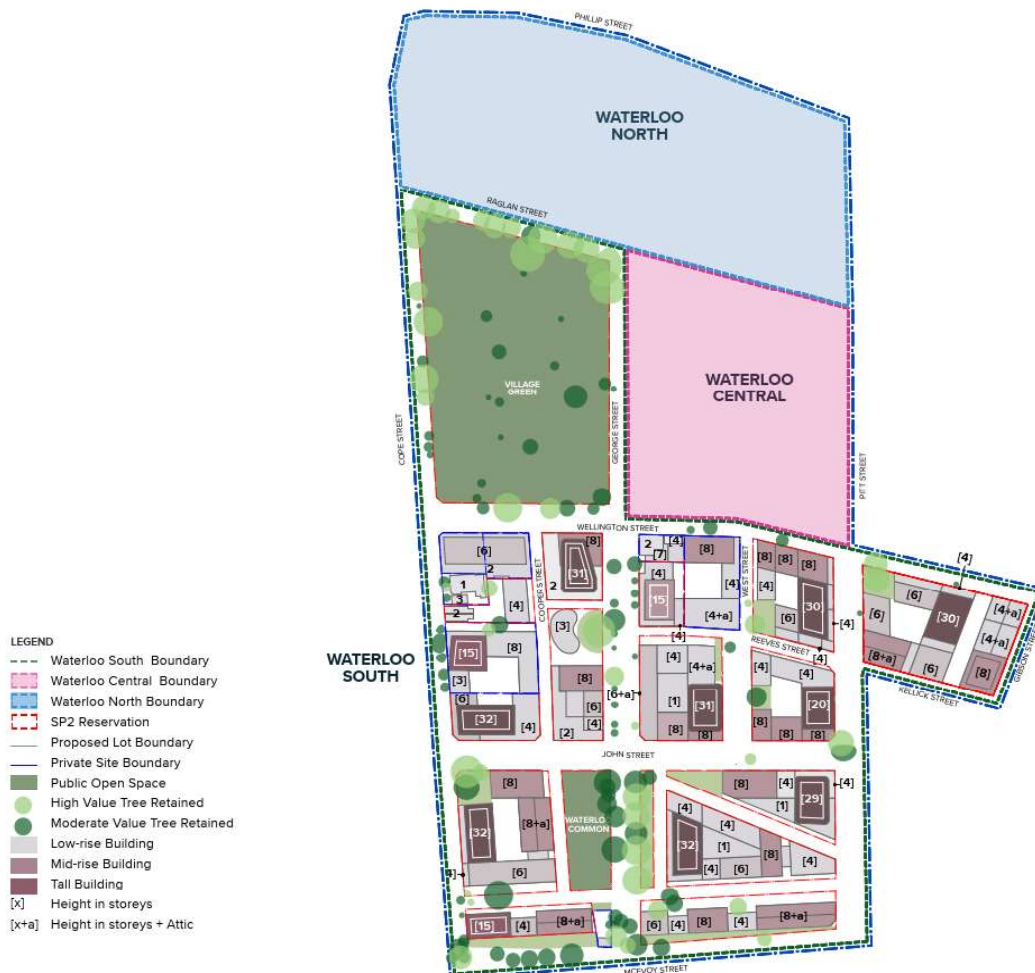 PHILLIP STREET
WATERLOO
NORTH
RAGLAN STREET
VILLAGE
GREEN
WATERLOO
CENTRAL
COPE STREET
GEORGE STREET
PITT STREET
WELLINGTON STREET
[6]
2
1
3
2
[4]
COOPER STREET
[8]
[31]
2
2
[4]
[7]
[8]
[4]
[15]
[4]
[4+a]
[4]
WEST STREET
[8]
[8]
[8]
[4]
[30]
[6]
[4]
[4]
REEVES STREET
[4]
[6]
[6]
[30]
[4+a]
[4+a]
[8+a]
[6]
[8]
GIBSON STREET
KELLICK STREET
WATERLOO
SOUTH
[15]
[8]
[3]
[6]
[32]
[4]
[3]
[8]
[6]
[4]
[2]
[6+a]
[4]
[4+a]
[1]
[31]
[8]
[8]
[4]
[4]
[20]
[8]
[8]
[8]
JOHN STREET
[8]
[32]
[8+a]
[6]
4]
WATERLO
COMMON
[8]
[4]
[4]
[1]
[29]
[4]
[4]
[1]
[32]
[8]
[4]
[4]
[6]
[15]
[4]
[8+a]
[6]
[4]
[8]
[4]
[8+a]
MCEVOY STREET
LEGEND
Waterloo South Boundary
Waterloo Central Boundary
Waterloo North Boundary
SP2 Reservation
Proposed Lot Boundary
Private Site Boundary
Public Open Space
High Value Tree Retained
Moderate Value Tree Retained
Low-rise Building
Mid-rise Building
Tall Building
[x] Height in storeys
[x+a] Height in storeys + Attic